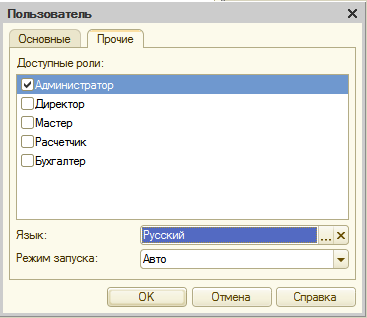 Пользователь
Основные Прочие
Доступные роли:
Администратор
Директор
Мастер
Расчетчик
Бухгалтер
Язык: Русский ...
Режим запуска: Авто
OK Отмена Справка